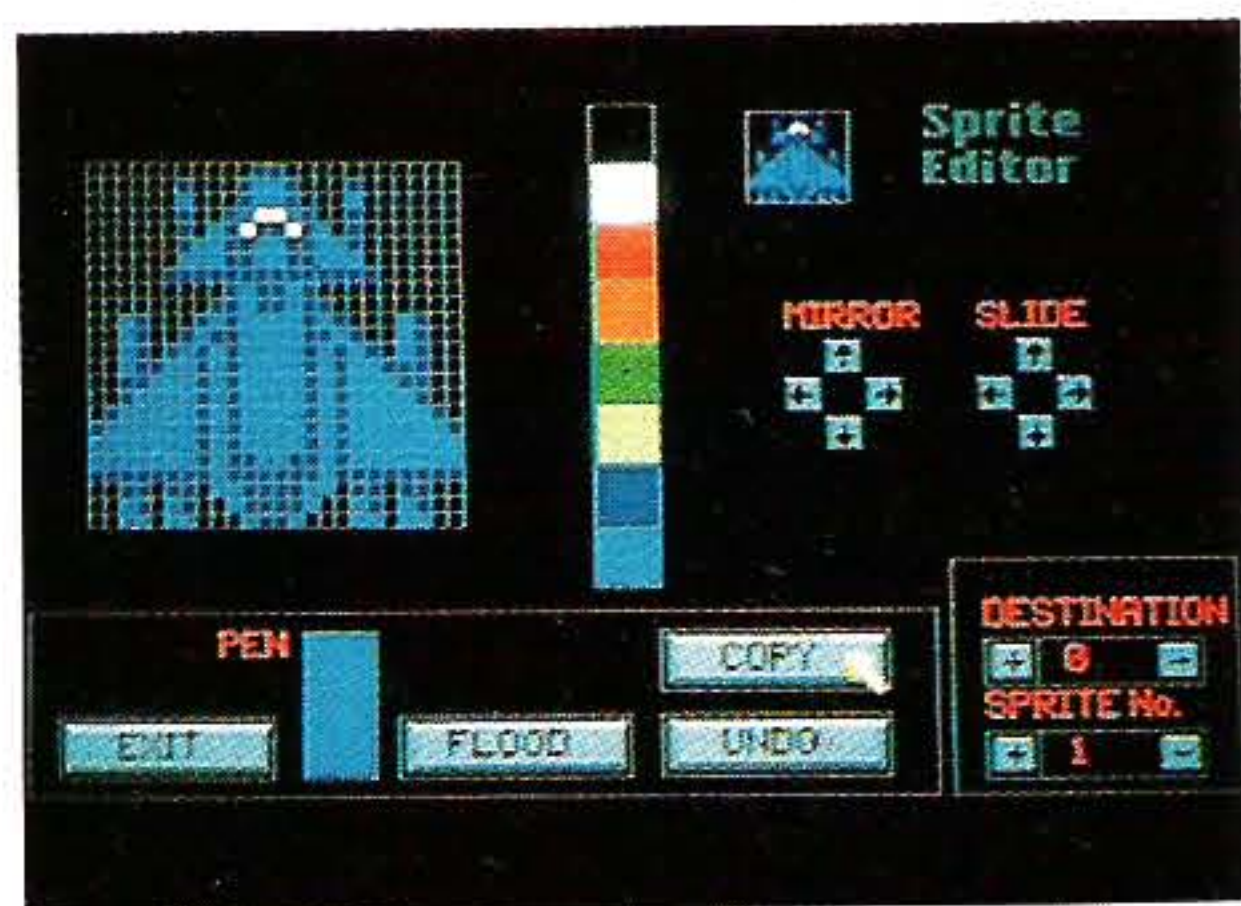 Sprite
Editor
MIRROR SLIDE
PEN
COPY
EXIT
FLOOD
UNDO
DESTINATION
+ 0 -
SPRITE No.
+ 1 -